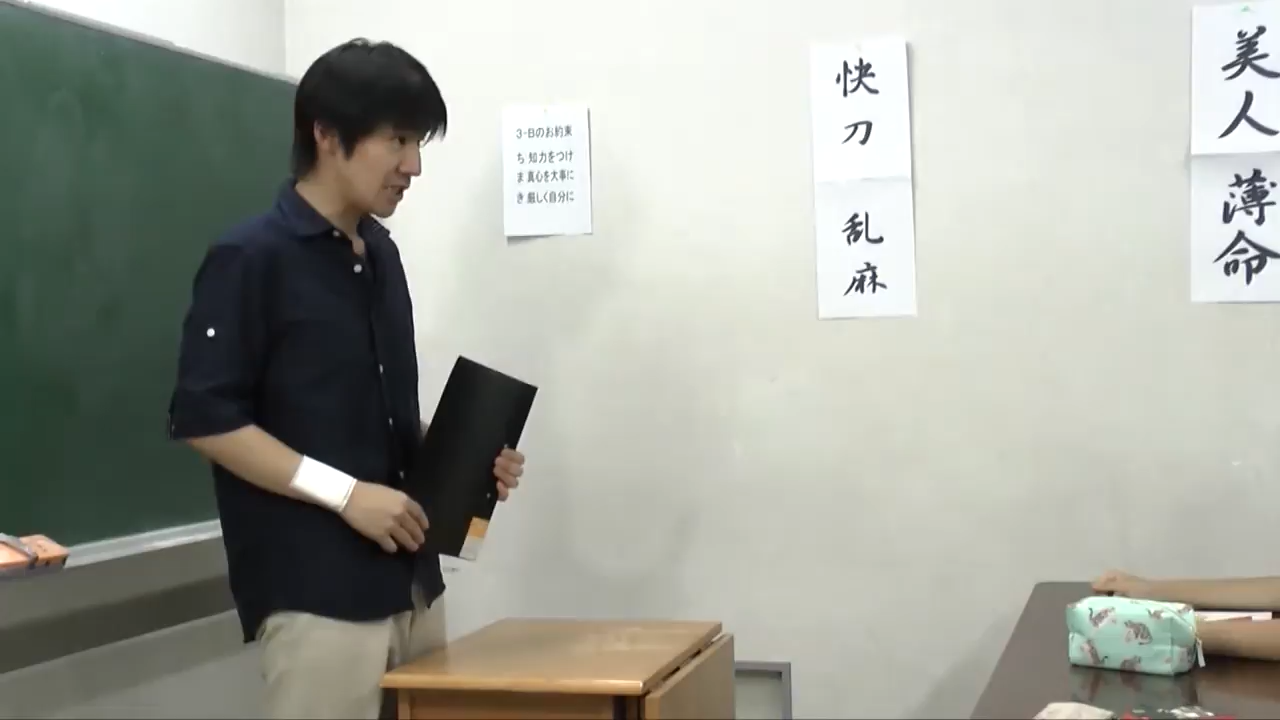 3-Bのお約束
ち 知力をつけ
ま 真心を大事に
き 厳しく自分に
快刀
乱麻
美人
薄命